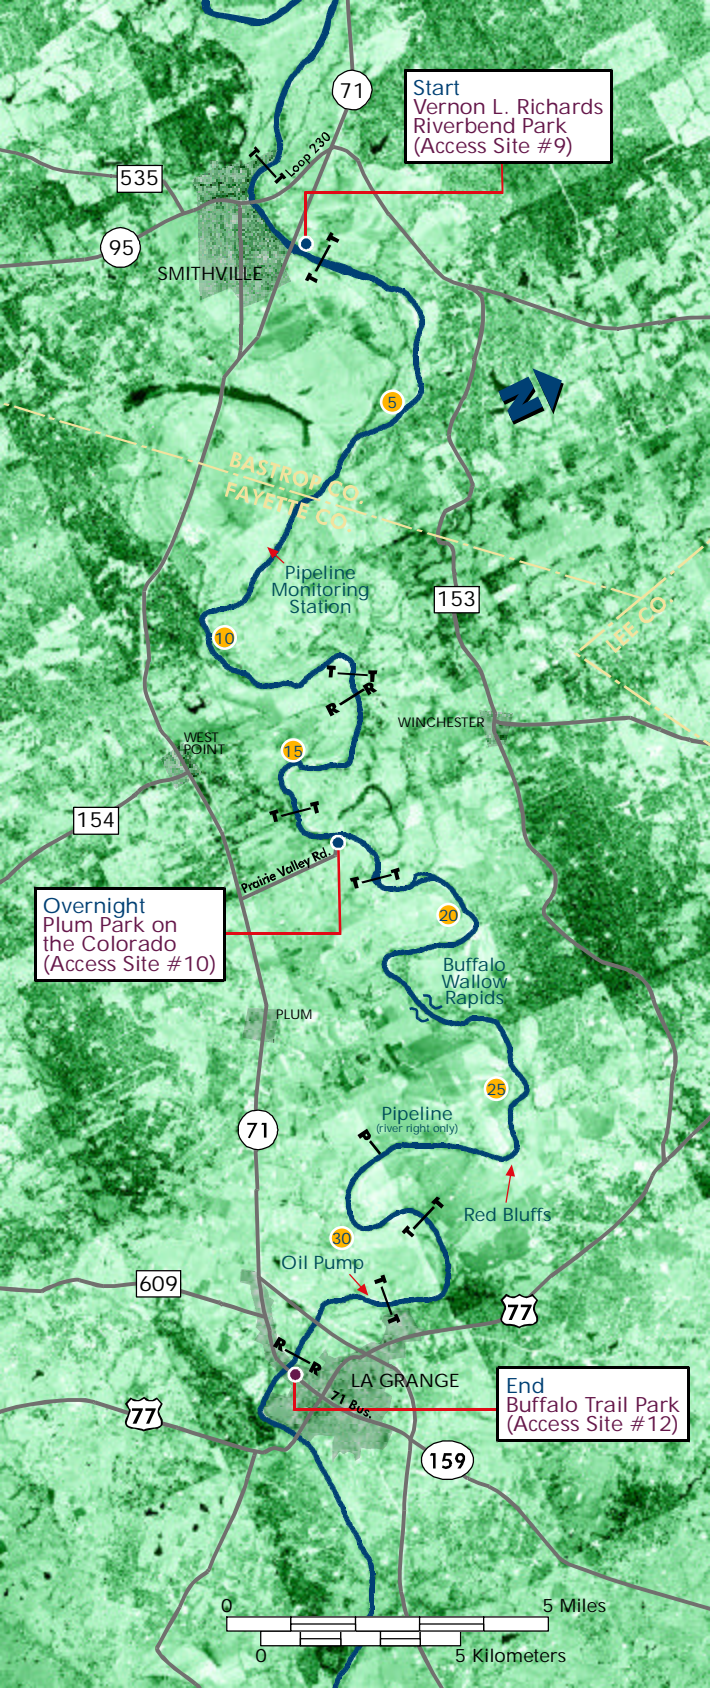 71
Start
Vernon L. Richards
Riverbend Park
(Access Site #9)
T
T
Loop 230
535
95
SMITHVILLE
T
T
N
5
BASTROP CO.
FAYETTE CO.
LEE CO.
Pipeline
Monitoring
Station
153
10
T T
R R
WINCHESTER
WEST
POINT
15
154
T T
Prairie Valley Rd.
T T
Overnight
Plum Park on
the Colorado
(Access Site #10)
20
Buffalo
Wallow
Rapids
PLUM
25
71
Pipeline
(river right only)
P
Red Bluffs
T
T
30
Oil Pump
609
T
T
77
R
R
LA GRANGE
71 Bus.
End
Buffalo Trail Park
(Access Site #12)
77
159
0 5 Miles
0 5 Kilometers